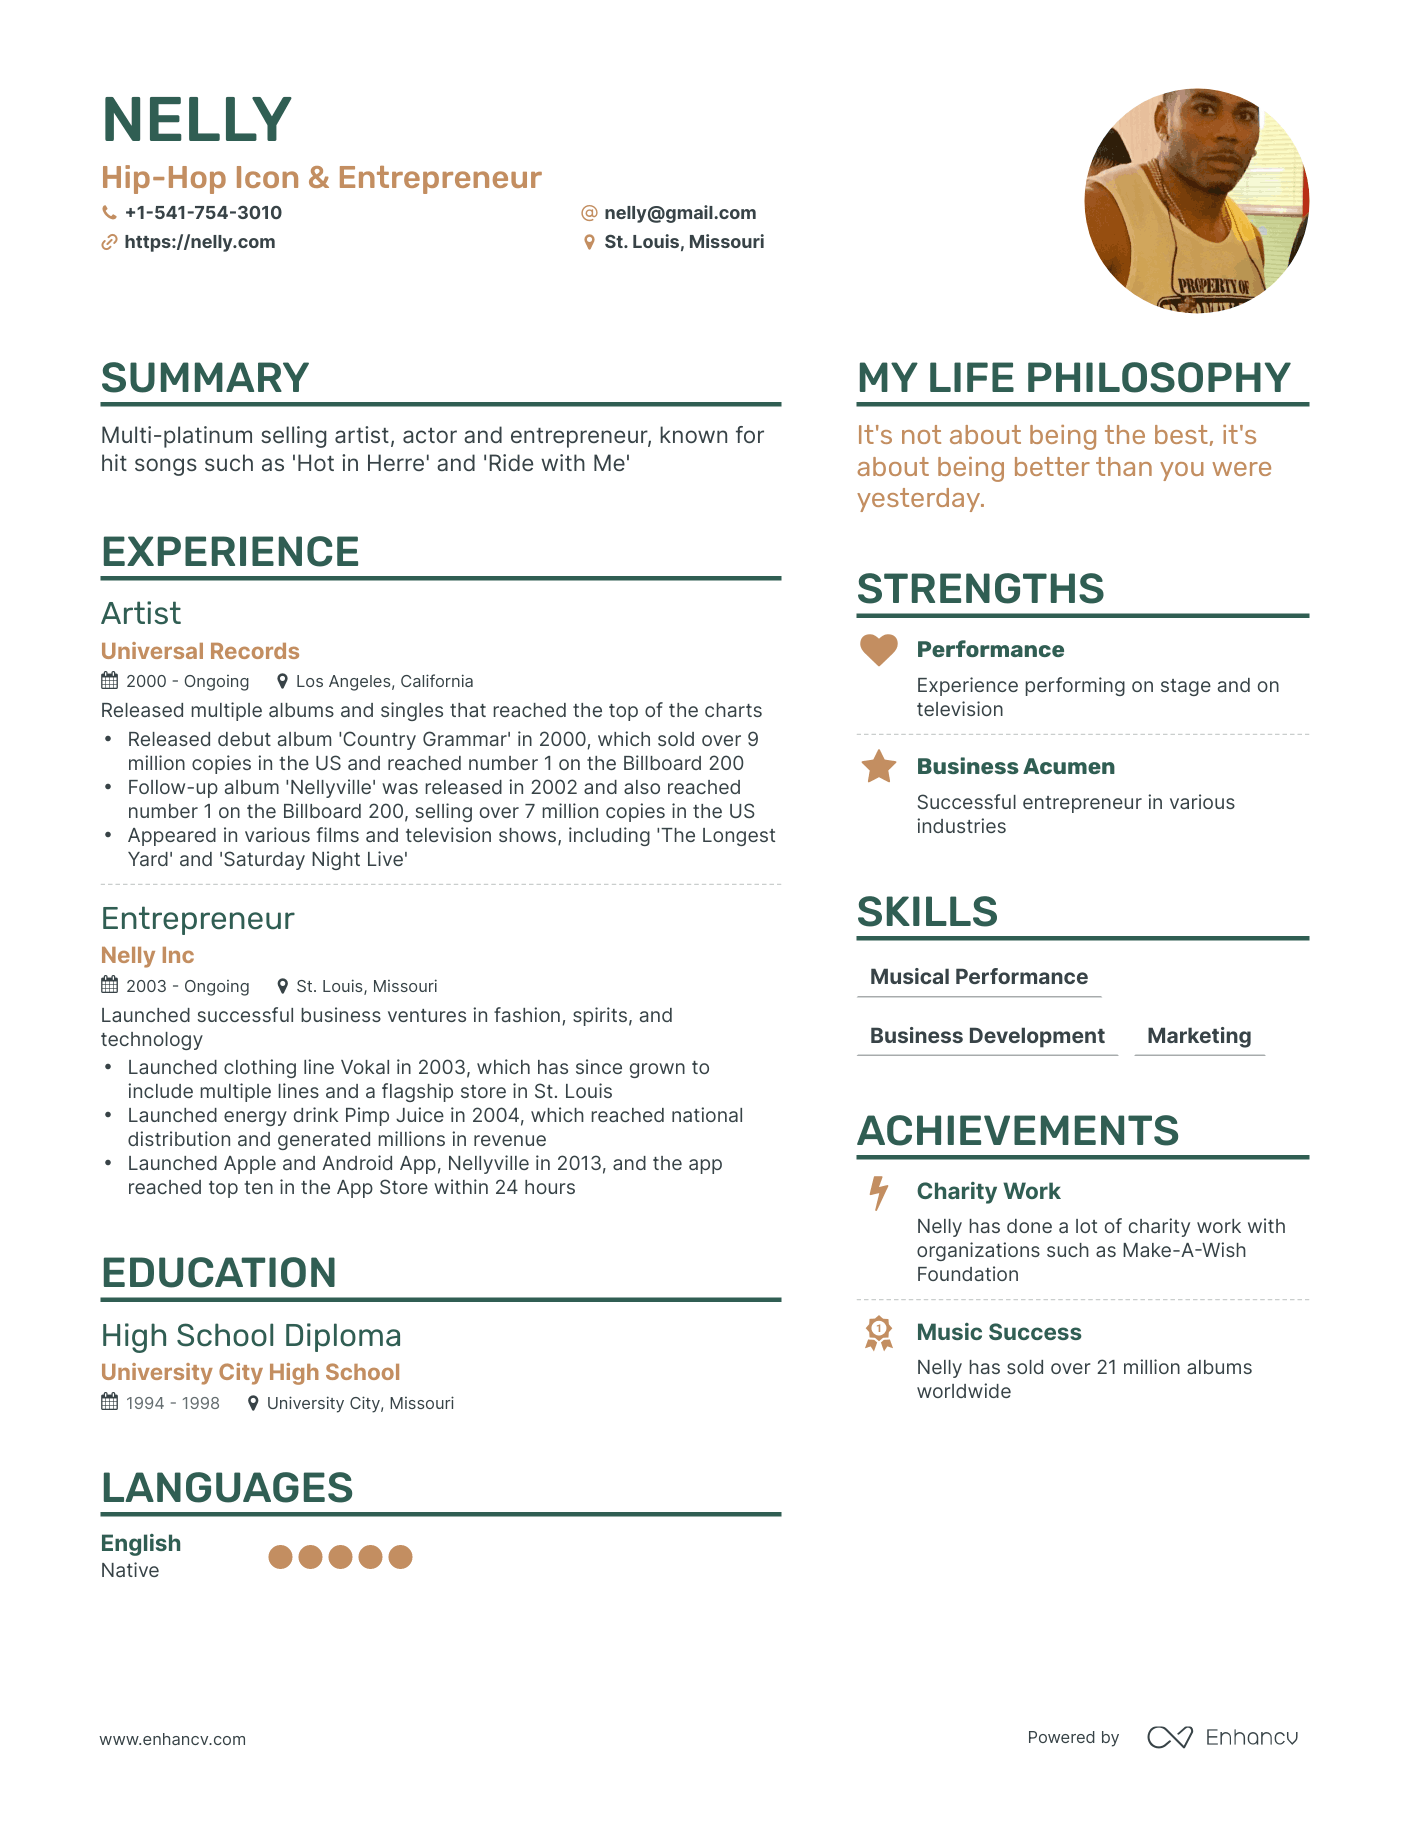 NELLY
Hip-Hop Icon & Entrepreneur
+1-541-754-3010
nelly@gmail.com
https://nelly.com
St. Louis, Missouri
PROPERTY OF
SUMMARY
Multi-platinum selling artist, actor and entrepreneur, known for
hit songs such as 'Hot in Herre' and 'Ride with Me'
EXPERIENCE
Artist
Universal Records
2000 - Ongoing
Los Angeles, California
Released multiple albums and singles that reached the top of the charts
• Released debut album 'Country Grammar' in 2000, which sold over 9
million copies in the US and reached number 1 on the Billboard 200
• Follow-up album 'Nellyville' was released in 2002 and also reached
number 1 on the Billboard 200, selling over 7 million copies in the US
• Appeared in various films and television shows, including 'The Longest
Yard' and 'Saturday Night Live'
Entrepreneur
Nelly Inc
2003 - Ongoing
St. Louis, Missouri
Launched successful business ventures in fashion, spirits, and
technology
• Launched clothing line Vokal in 2003, which has since grown to
include multiple lines and a flagship store in St. Louis
• Launched energy drink Pimp Juice in 2004, which reached national
distribution and generated millions in revenue
• Launched Apple and Android App, Nellyville in 2013, and the app
reached top ten in the App Store within 24 hours
EDUCATION
High School Diploma
University City High School
1994 - 1998
University City, Missouri
LANGUAGES
English
Native
MY LIFE PHILOSOPHY
It's not about being the best, it's
about being better than you were
yesterday.
STRENGTHS
Performance
Experience performing on stage and on
television
Business Acumen
Successful entrepreneur in various
industries
SKILLS
Musical Performance
Business Development
Marketing
ACHIEVEMENTS
Charity Work
Nelly has done a lot of charity work with
organizations such as Make-A-Wish
Foundation
1
Music Success
Nelly has sold over 21 million albums
worldwide
www.enhancv.com
Powered by
Enhancv